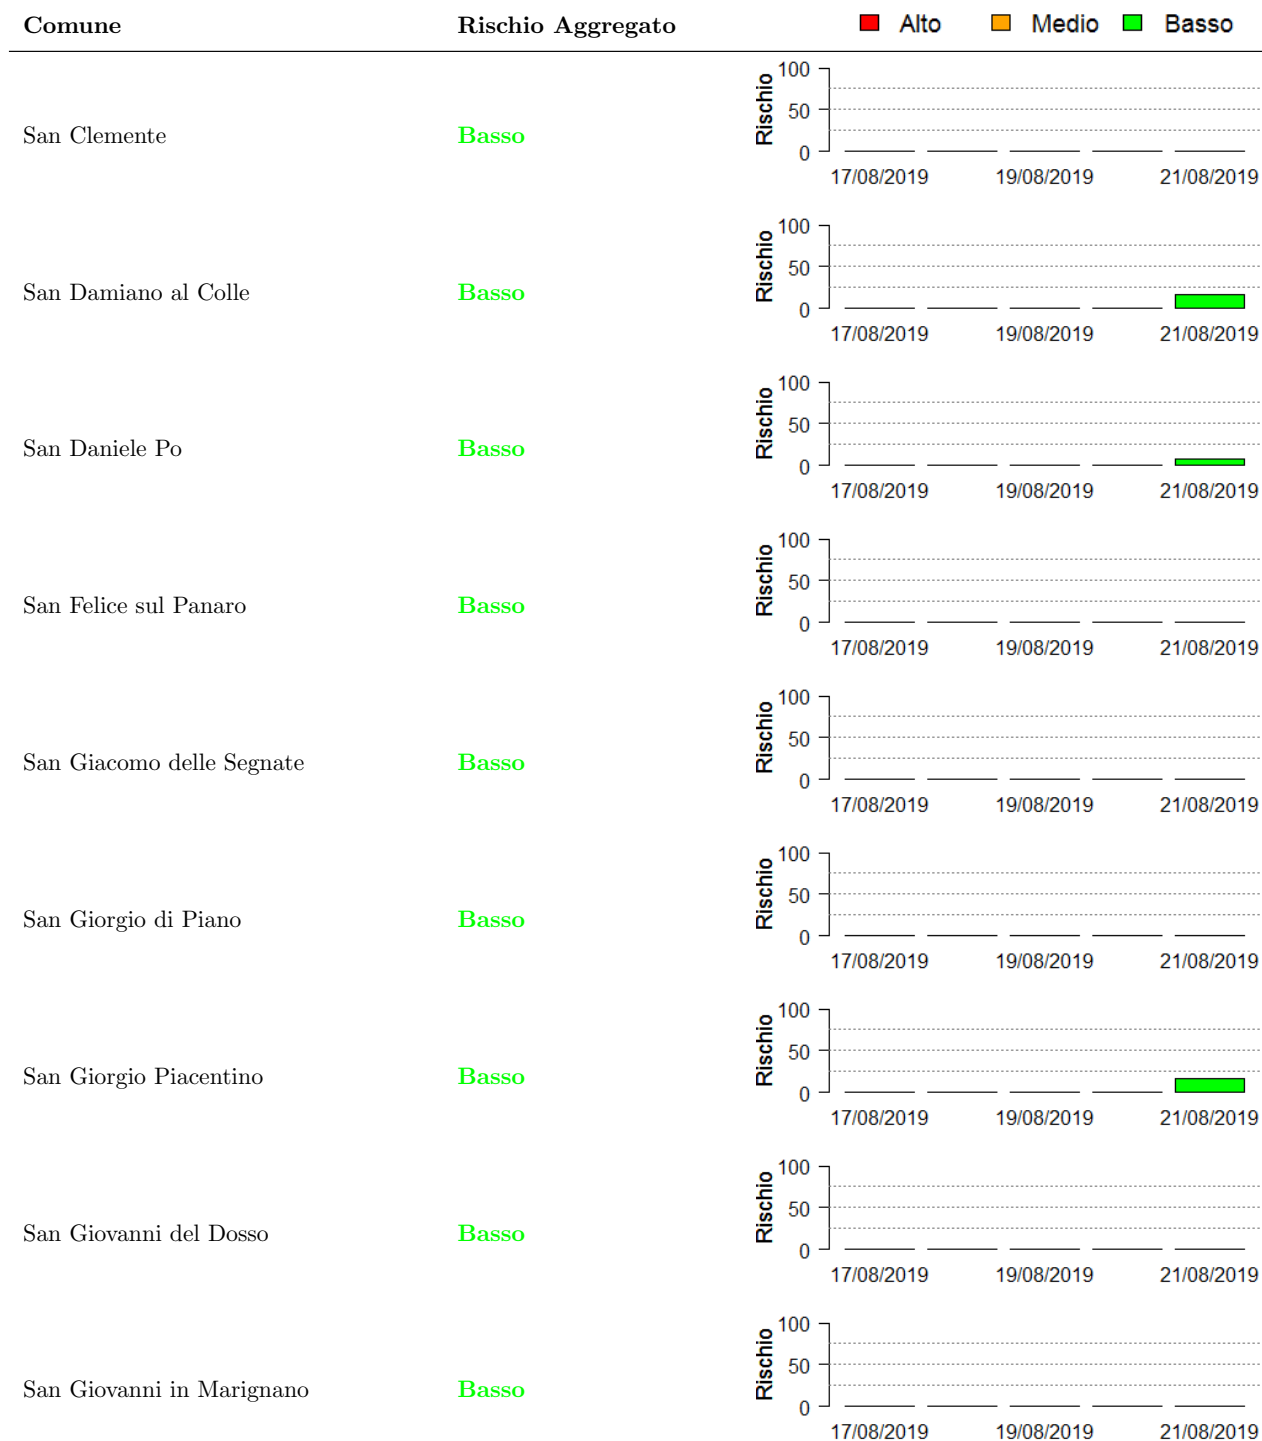 Comune Rischio Aggregato Alto Medio Basso
100
50
0
Rischio
San Clemente Basso
17/08/2019 19/08/2019 21/08/2019
100
50
0
Rischio
San Damiano al Colle Basso
17/08/2019 19/08/2019 21/08/2019
100
50
0
Rischio
San Daniele Po Basso
17/08/2019 19/08/2019 21/08/2019
100
50
0
Rischio
San Felice sul Panaro Basso
17/08/2019 19/08/2019 21/08/2019
100
50
0
Rischio
San Giacomo delle Segnate Basso
17/08/2019 19/08/2019 21/08/2019
100
50
0
Rischio
San Giorgio di Piano Basso
17/08/2019 19/08/2019 21/08/2019
100
50
0
Rischio
San Giorgio Piacentino Basso
17/08/2019 19/08/2019 21/08/2019
100
50
0
Rischio
San Giovanni del Dosso Basso
17/08/2019 19/08/2019 21/08/2019
100
50
0
Rischio
San Giovanni in Marignano Basso
17/08/2019 19/08/2019 21/08/2019